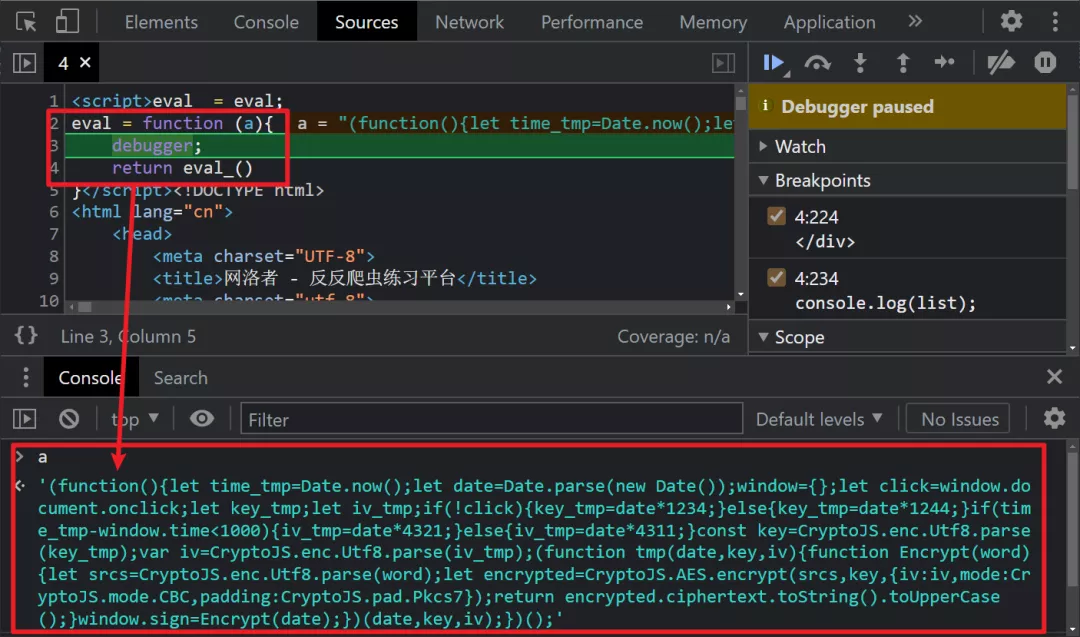 Elements Console Sources Network Performance Memory Application »
4 ×
1 <script>eval  = eval;
2 eval = function (a){  a = "(function(){let time_tmp=Date.now();le
3     debugger;
4     return eval_()
5 }</script><!DOCTYPE html>
6 <html lang="cn">
7     <head>
8         <meta charset="UTF-8">
9         <title>网洛者 - 反反爬虫练习平台</title>
10         <meta charset="utf-8">
{} Line 3, Column 5 Coverage: n/a
Debugger paused
Watch
Breakpoints
4:224
</div>
4:234
console.log(list);
Scope
Console Search
top Filter Default levels No Issues
> a
'(function(){let time_tmp=Date.now();let date=Date.parse(new Date());window={};let click=window.do
cument.onclick;let key_tmp;let iv_tmp;if(!click){key_tmp=date*1234;}else{key_tmp=date*1244;}if(tim
e_tmp-window.time<1000){iv_tmp=date*4321;}else{iv_tmp=date*4311;}const key=CryptoJS.enc.Utf8.parse
(key_tmp);var iv=CryptoJS.enc.Utf8.parse(iv_tmp);(function tmp(date,key,iv){function Encrypt(word)
{let srcs=CryptoJS.enc.Utf8.parse(word);let encrypted=CryptoJS.AES.encrypt(srcs,key,{iv:iv,mode:Cr
yptoJS.mode.CBC,padding:CryptoJS.pad.Pkcs7});return encrypted.ciphertext.toString().toUpperCase
();}window.sign=Encrypt(date);})(date,key,iv);})();'